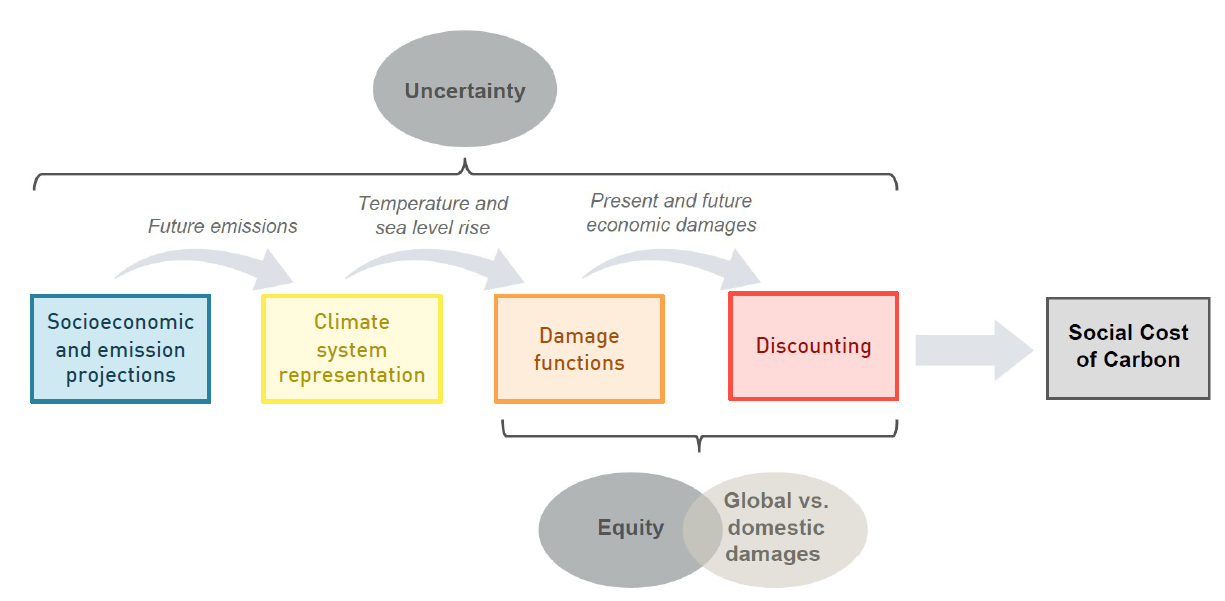 Uncertainty
Future emissions
Temperature and
sea level rise
Present and future
economic damages
Socioeconomic
and emission
projections
Climate
system
representation
Damage
functions
Discounting
Social Cost
of Carbon
Equity
Global vs.
domestic
damages